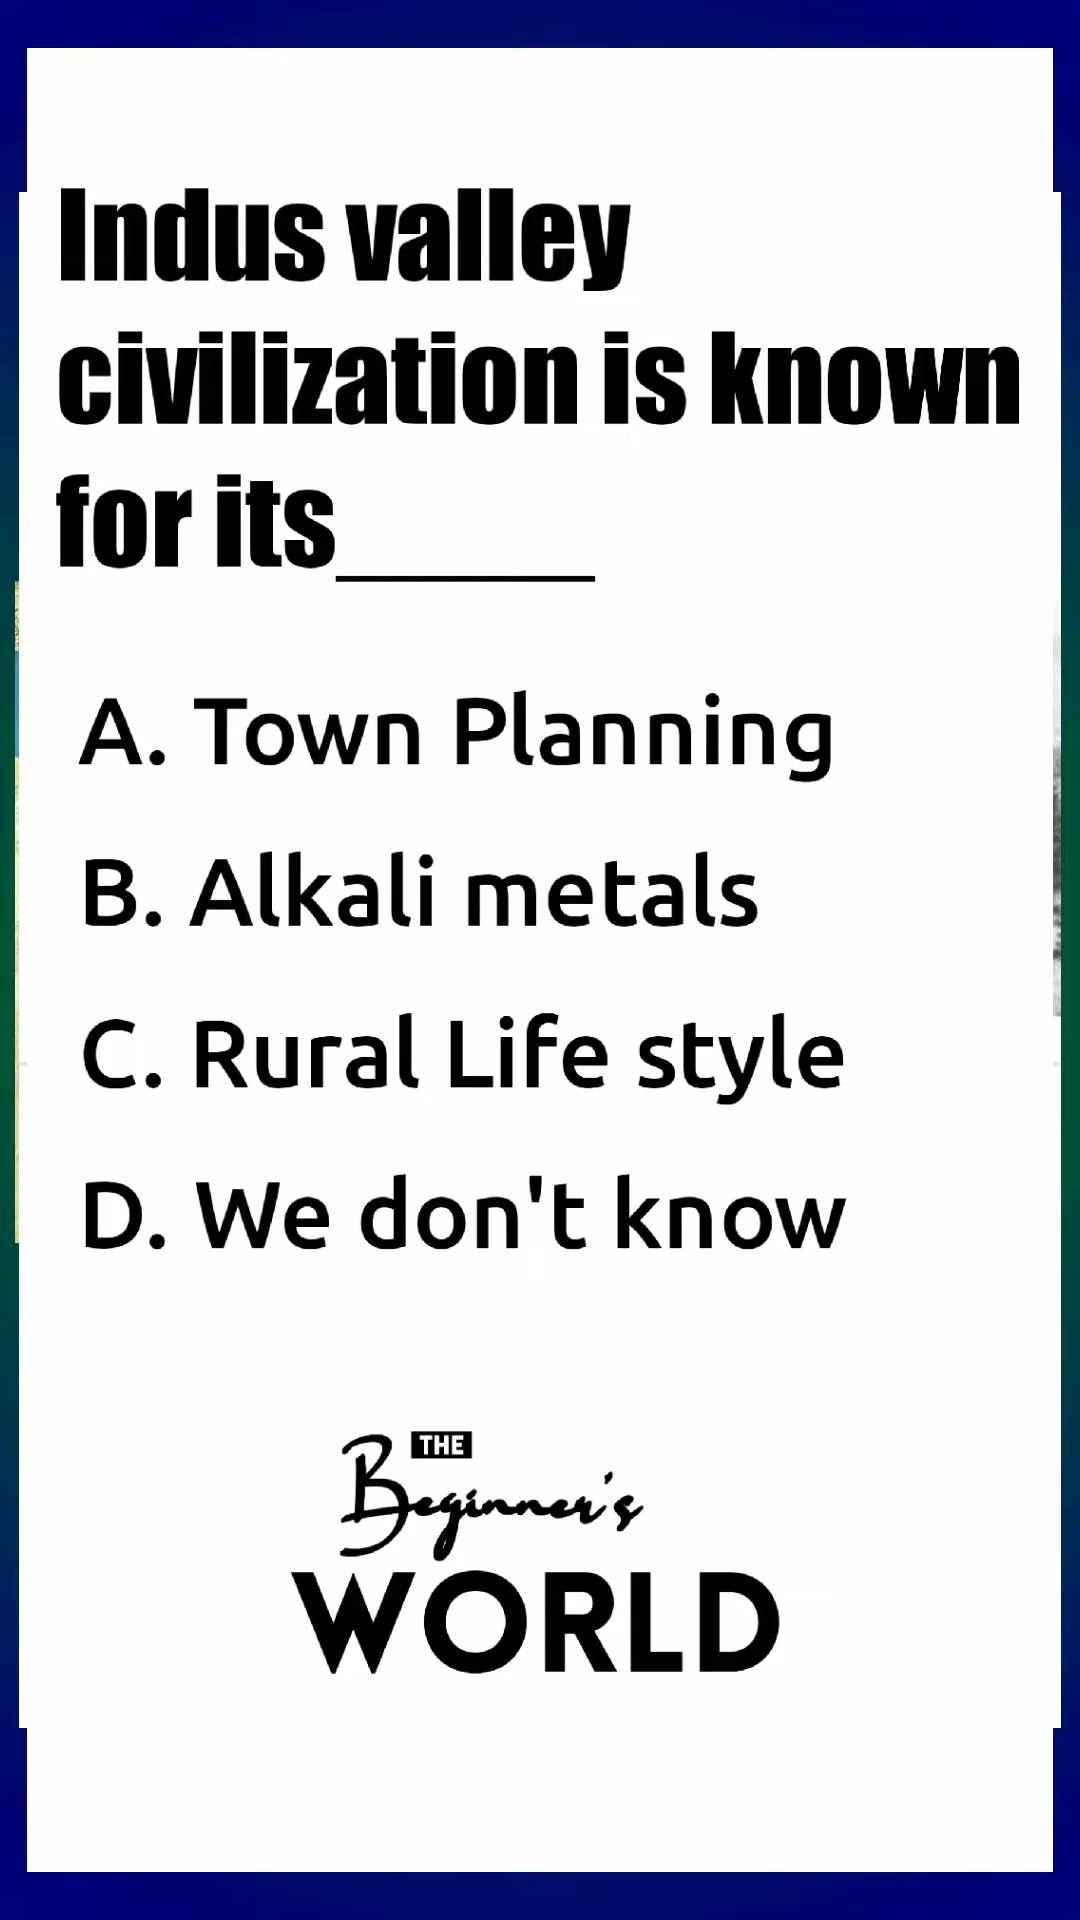 Indus valley
civilization is known
for its_____
A. Town Planning
B. Alkali metals
C. Rural Life style
D. We don't know
THE
Beginner's
WORLD